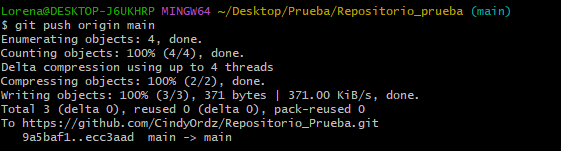 Lorena@DESKTOP-J6UKHRP MINGW64 ~/Desktop/Prueba/Repositorio_prueba (main)
$ git push origin main
Enumerating objects: 4, done.
Counting objects: 100% (4/4), done.
Delta compression using up to 4 threads
Compressing objects: 100% (2/2), done.
Writing objects: 100% (3/3), 371 bytes | 371.00 KiB/s, done.
Total 3 (delta 0), reused 0 (delta 0), pack-reused 0
To https://github.com/CindyOrdz/Repositorio_Prueba.git
   9a5baf1..ecc3aad  main -> main